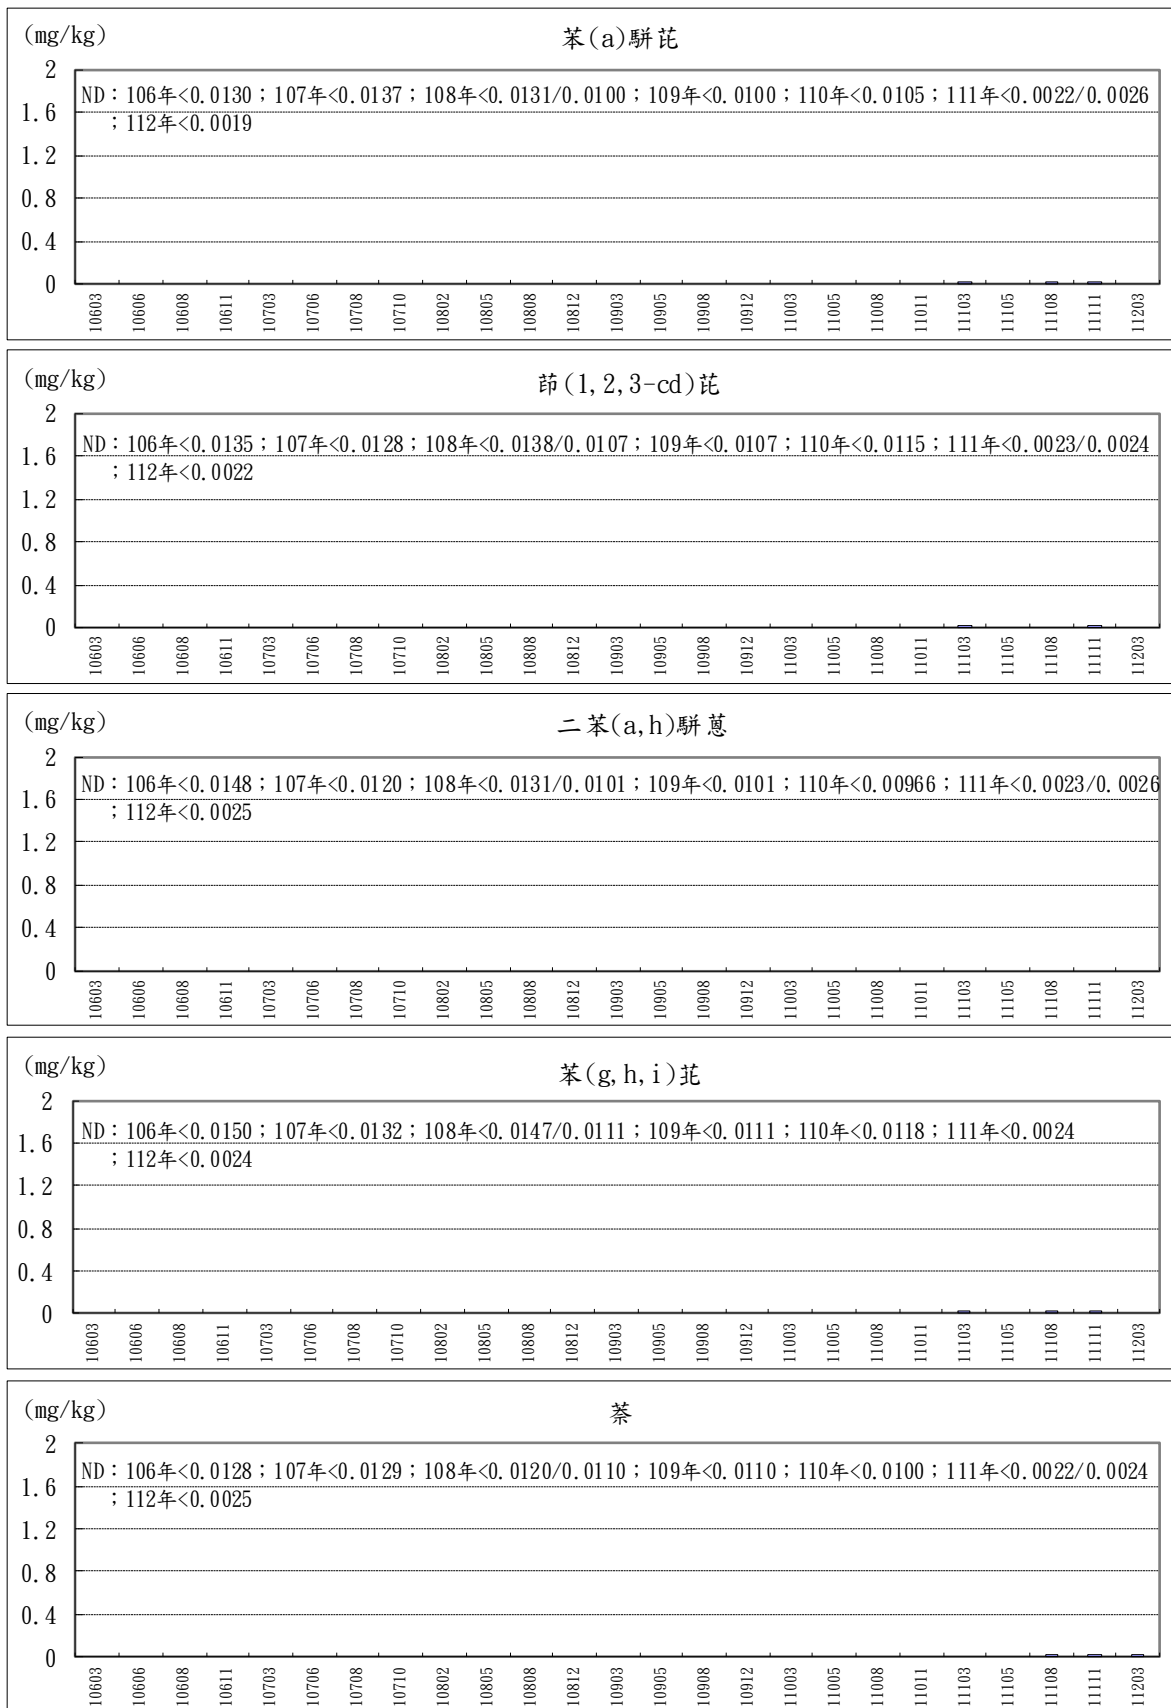 (mg/kg)
苯(a)駢芘
2
ND：106年<0.0130；107年<0.0137；108年<0.0131/0.0100；109年<0.0100；110年<0.0105；111年<0.0022/0.0026
1.6
；112年<0.0019
1.2
0.8
0.4
0
10603 10606 10608 10611 10703 10706 10708 10710 10802 10805 10808 10812 10903 10905 10908 10912 11003 11005 11008 11011 11103 11105 11108 11111 11203
(mg/kg)
茚(1,2,3-cd)芘
2
ND：106年<0.0135；107年<0.0128；108年<0.0138/0.0107；109年<0.0107；110年<0.0115；111年<0.0023/0.0024
1.6
；112年<0.0022
1.2
0.8
0.4
0
10603 10606 10608 10611 10703 10706 10708 10710 10802 10805 10808 10812 10903 10905 10908 10912 11003 11005 11008 11011 11103 11105 11108 11111 11203
(mg/kg)
二苯(a,h)駢蒽
2
ND：106年<0.0148；107年<0.0120；108年<0.0131/0.0101；109年<0.0101；110年<0.00966；111年<0.0023/0.0026
1.6
；112年<0.0025
1.2
0.8
0.4
0
10603 10606 10608 10611 10703 10706 10708 10710 10802 10805 10808 10812 10903 10905 10908 10912 11003 11005 11008 11011 11103 11105 11108 11111 11203
(mg/kg)
苯(g,h,i)苝
2
ND：106年<0.0150；107年<0.0132；108年<0.0147/0.0111；109年<0.0111；110年<0.0118；111年<0.0024
1.6
；112年<0.0024
1.2
0.8
0.4
0
10603 10606 10608 10611 10703 10706 10708 10710 10802 10805 10808 10812 10903 10905 10908 10912 11003 11005 11008 11011 11103 11105 11108 11111 11203
(mg/kg)
萘
2
ND：106年<0.0128；107年<0.0129；108年<0.0120/0.0110；109年<0.0110；110年<0.0100；111年<0.0022/0.0024
1.6
；112年<0.0025
1.2
0.8
0.4
0
10603 10606 10608 10611 10703 10706 10708 10710 10802 10805 10808 10812 10903 10905 10908 10912 11003 11005 11008 11011 11103 11105 11108 11111 11203